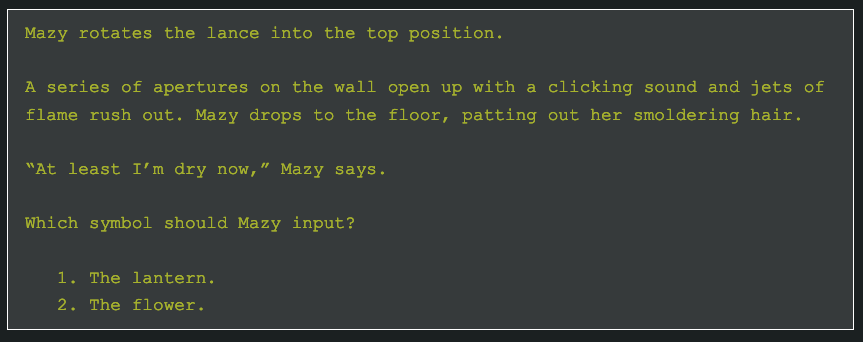 Mazy rotates the lance into the top position.
A series of apertures on the wall open up with a clicking sound and jets of
flame rush out. Mazy drops to the floor, patting out her smoldering hair.
“At least I’m dry now,” Mazy says.
Which symbol should Mazy input?
1. The lantern.
2. The flower.